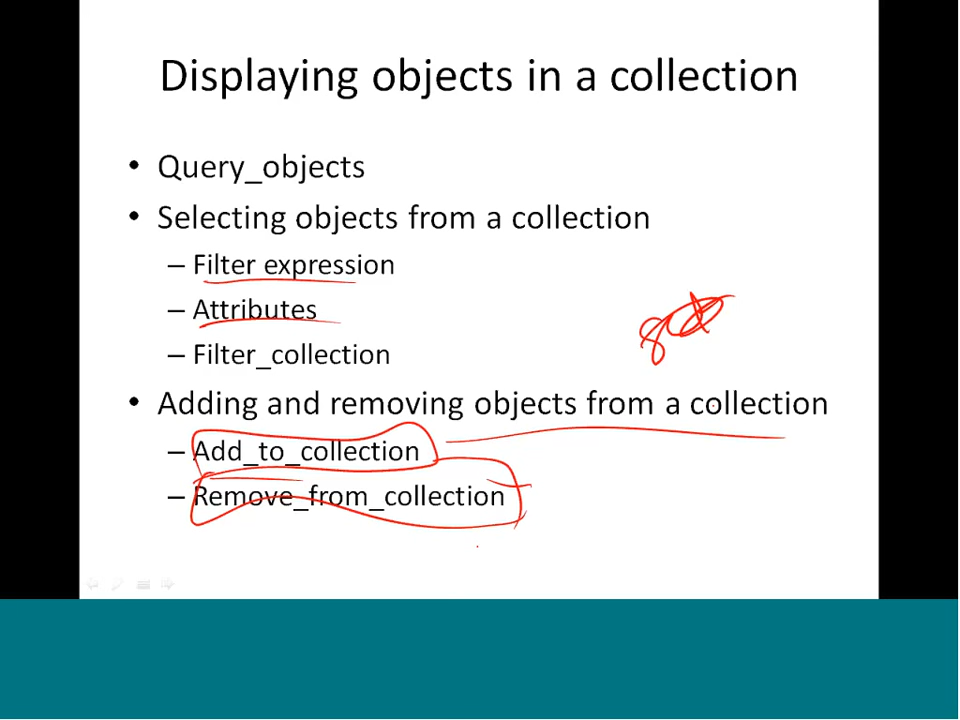 Displaying objects in a collection
• Query_objects
• Selecting objects from a collection
– Filter expression
– Attributes
– Filter_collection
• Adding and removing objects from a collection
– Add_to_collection
– Remove_from_collection